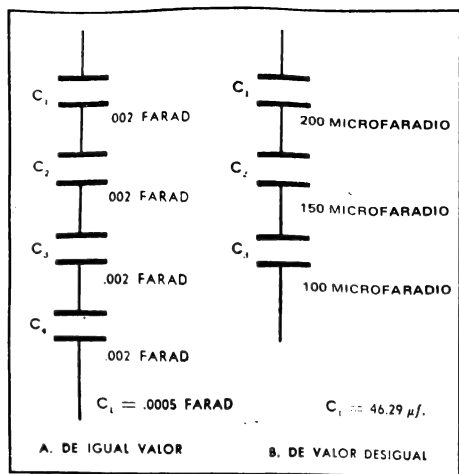 C₁
002 FARAD
C₂
002 FARAD
C₃
.002 FARAD
C₄
.002 FARAD
Cₜ = .0005 FARAD
A. DE IGUAL VALOR
C₁
200 MICROFARADIO
C₂
150 MICROFARADIO
C₃
100 MICROFARADIO
Cₜ = 46.29 µf.
B. DE VALOR DESIGUAL